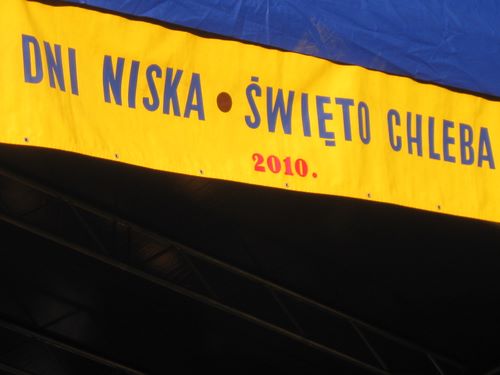 DNI NISKA • ŚWIĘTO CHLEBA
2010.